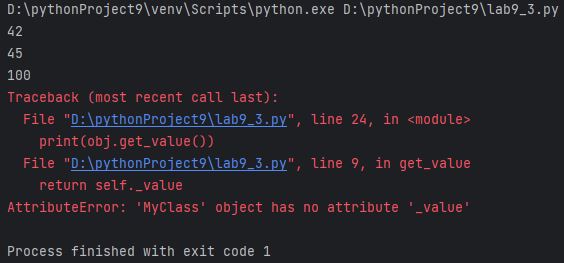 D:\pythonProject9\venv\Scripts\python.exe D:\pythonProject9\lab9_3.py
42
45
100
Traceback (most recent call last):
  File "D:\pythonProject9\lab9_3.py", line 24, in <module>
    print(obj.get_value())
  File "D:\pythonProject9\lab9_3.py", line 9, in get_value
    return self._value
AttributeError: 'MyClass' object has no attribute '_value'
Process finished with exit code 1